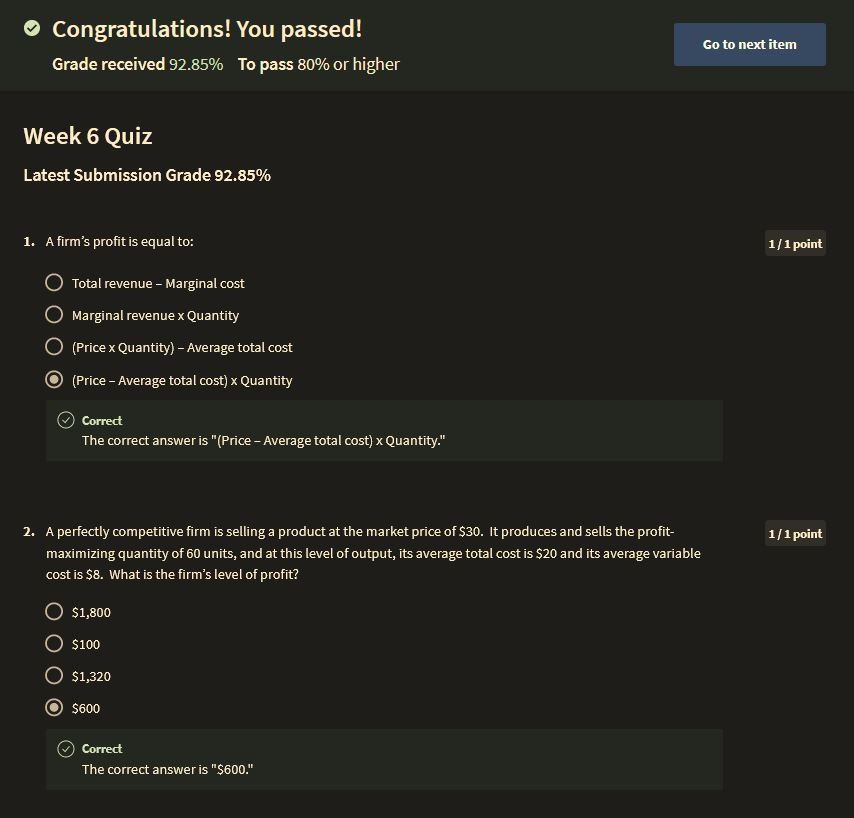 Congratulations! You passed!
Grade received 92.85% To pass 80% or higher
Go to next item
Week 6 Quiz
Latest Submission Grade 92.85%
1. A firm’s profit is equal to:
1 / 1 point
Total revenue – Marginal cost
Marginal revenue x Quantity
(Price x Quantity) – Average total cost
(Price – Average total cost) x Quantity
Correct
The correct answer is "(Price – Average total cost) x Quantity."
2. A perfectly competitive firm is selling a product at the market price of $30.  It produces and sells the profit-
maximizing quantity of 60 units, and at this level of output, its average total cost is $20 and its average variable
cost is $8.  What is the firm’s level of profit?
1 / 1 point
$1,800
$100
$1,320
$600
Correct
The correct answer is "$600."